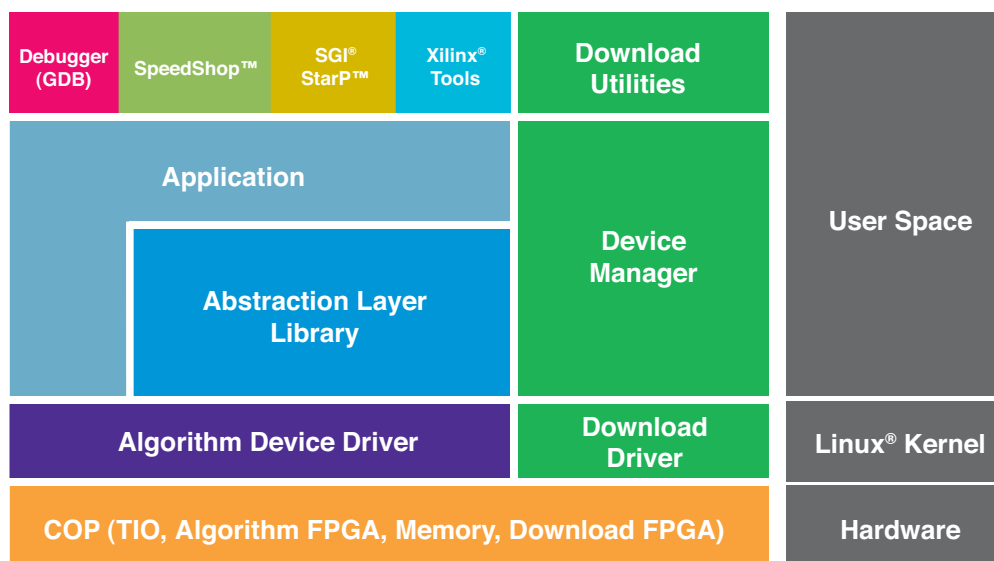 Debugger
(GDB)
SpeedShop™
SGI®
StarP™
Xilinx®
Tools
Download
Utilities
Application
Abstraction Layer
Library
Device
Manager
User Space
Algorithm Device Driver
Download
Driver
Linux® Kernel
COP (TIO, Algorithm FPGA, Memory, Download FPGA)
Hardware